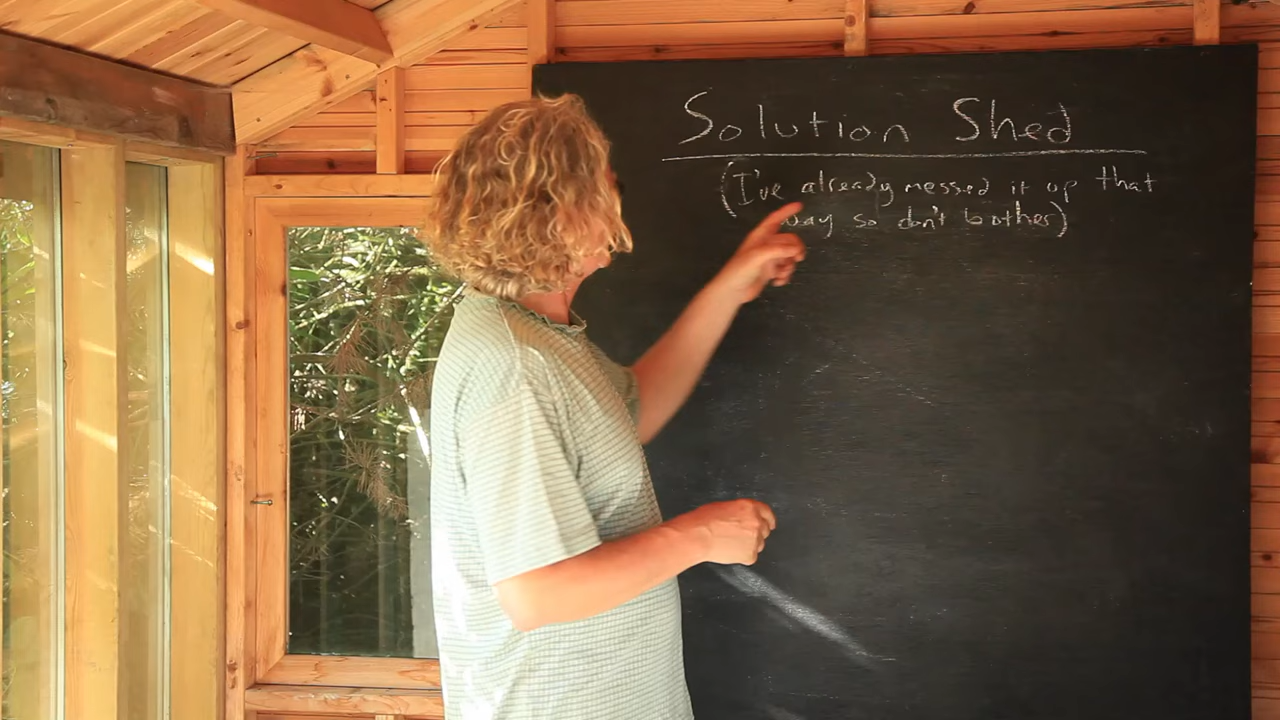 Solution Shed
(I've already messed it up that
way so don't bother)